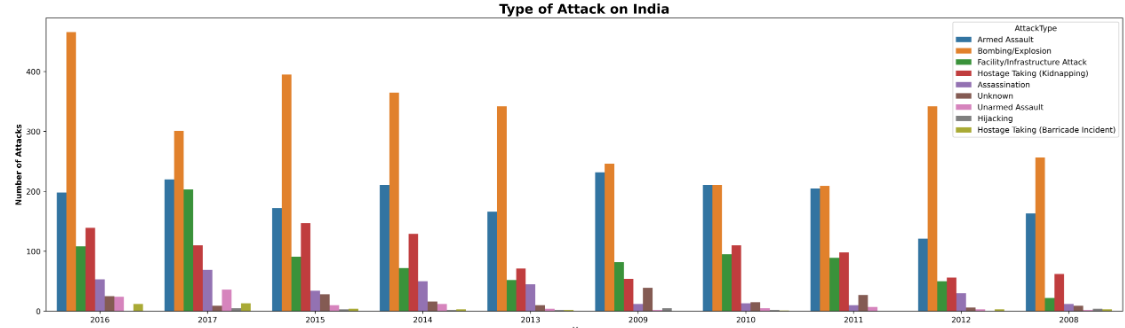 Type of Attack on India
Number of Attacks
400
300
200
100
0
AttackType
Armed Assault
Bombing/Explosion
Facility/Infrastructure Attack
Hostage Taking (Kidnapping)
Assassination
Unknown
Unarmed Assault
Hijacking
Hostage Taking (Barricade Incident)
2016 2017 2015 2014 2013 2009 2010 2011 2012 2008